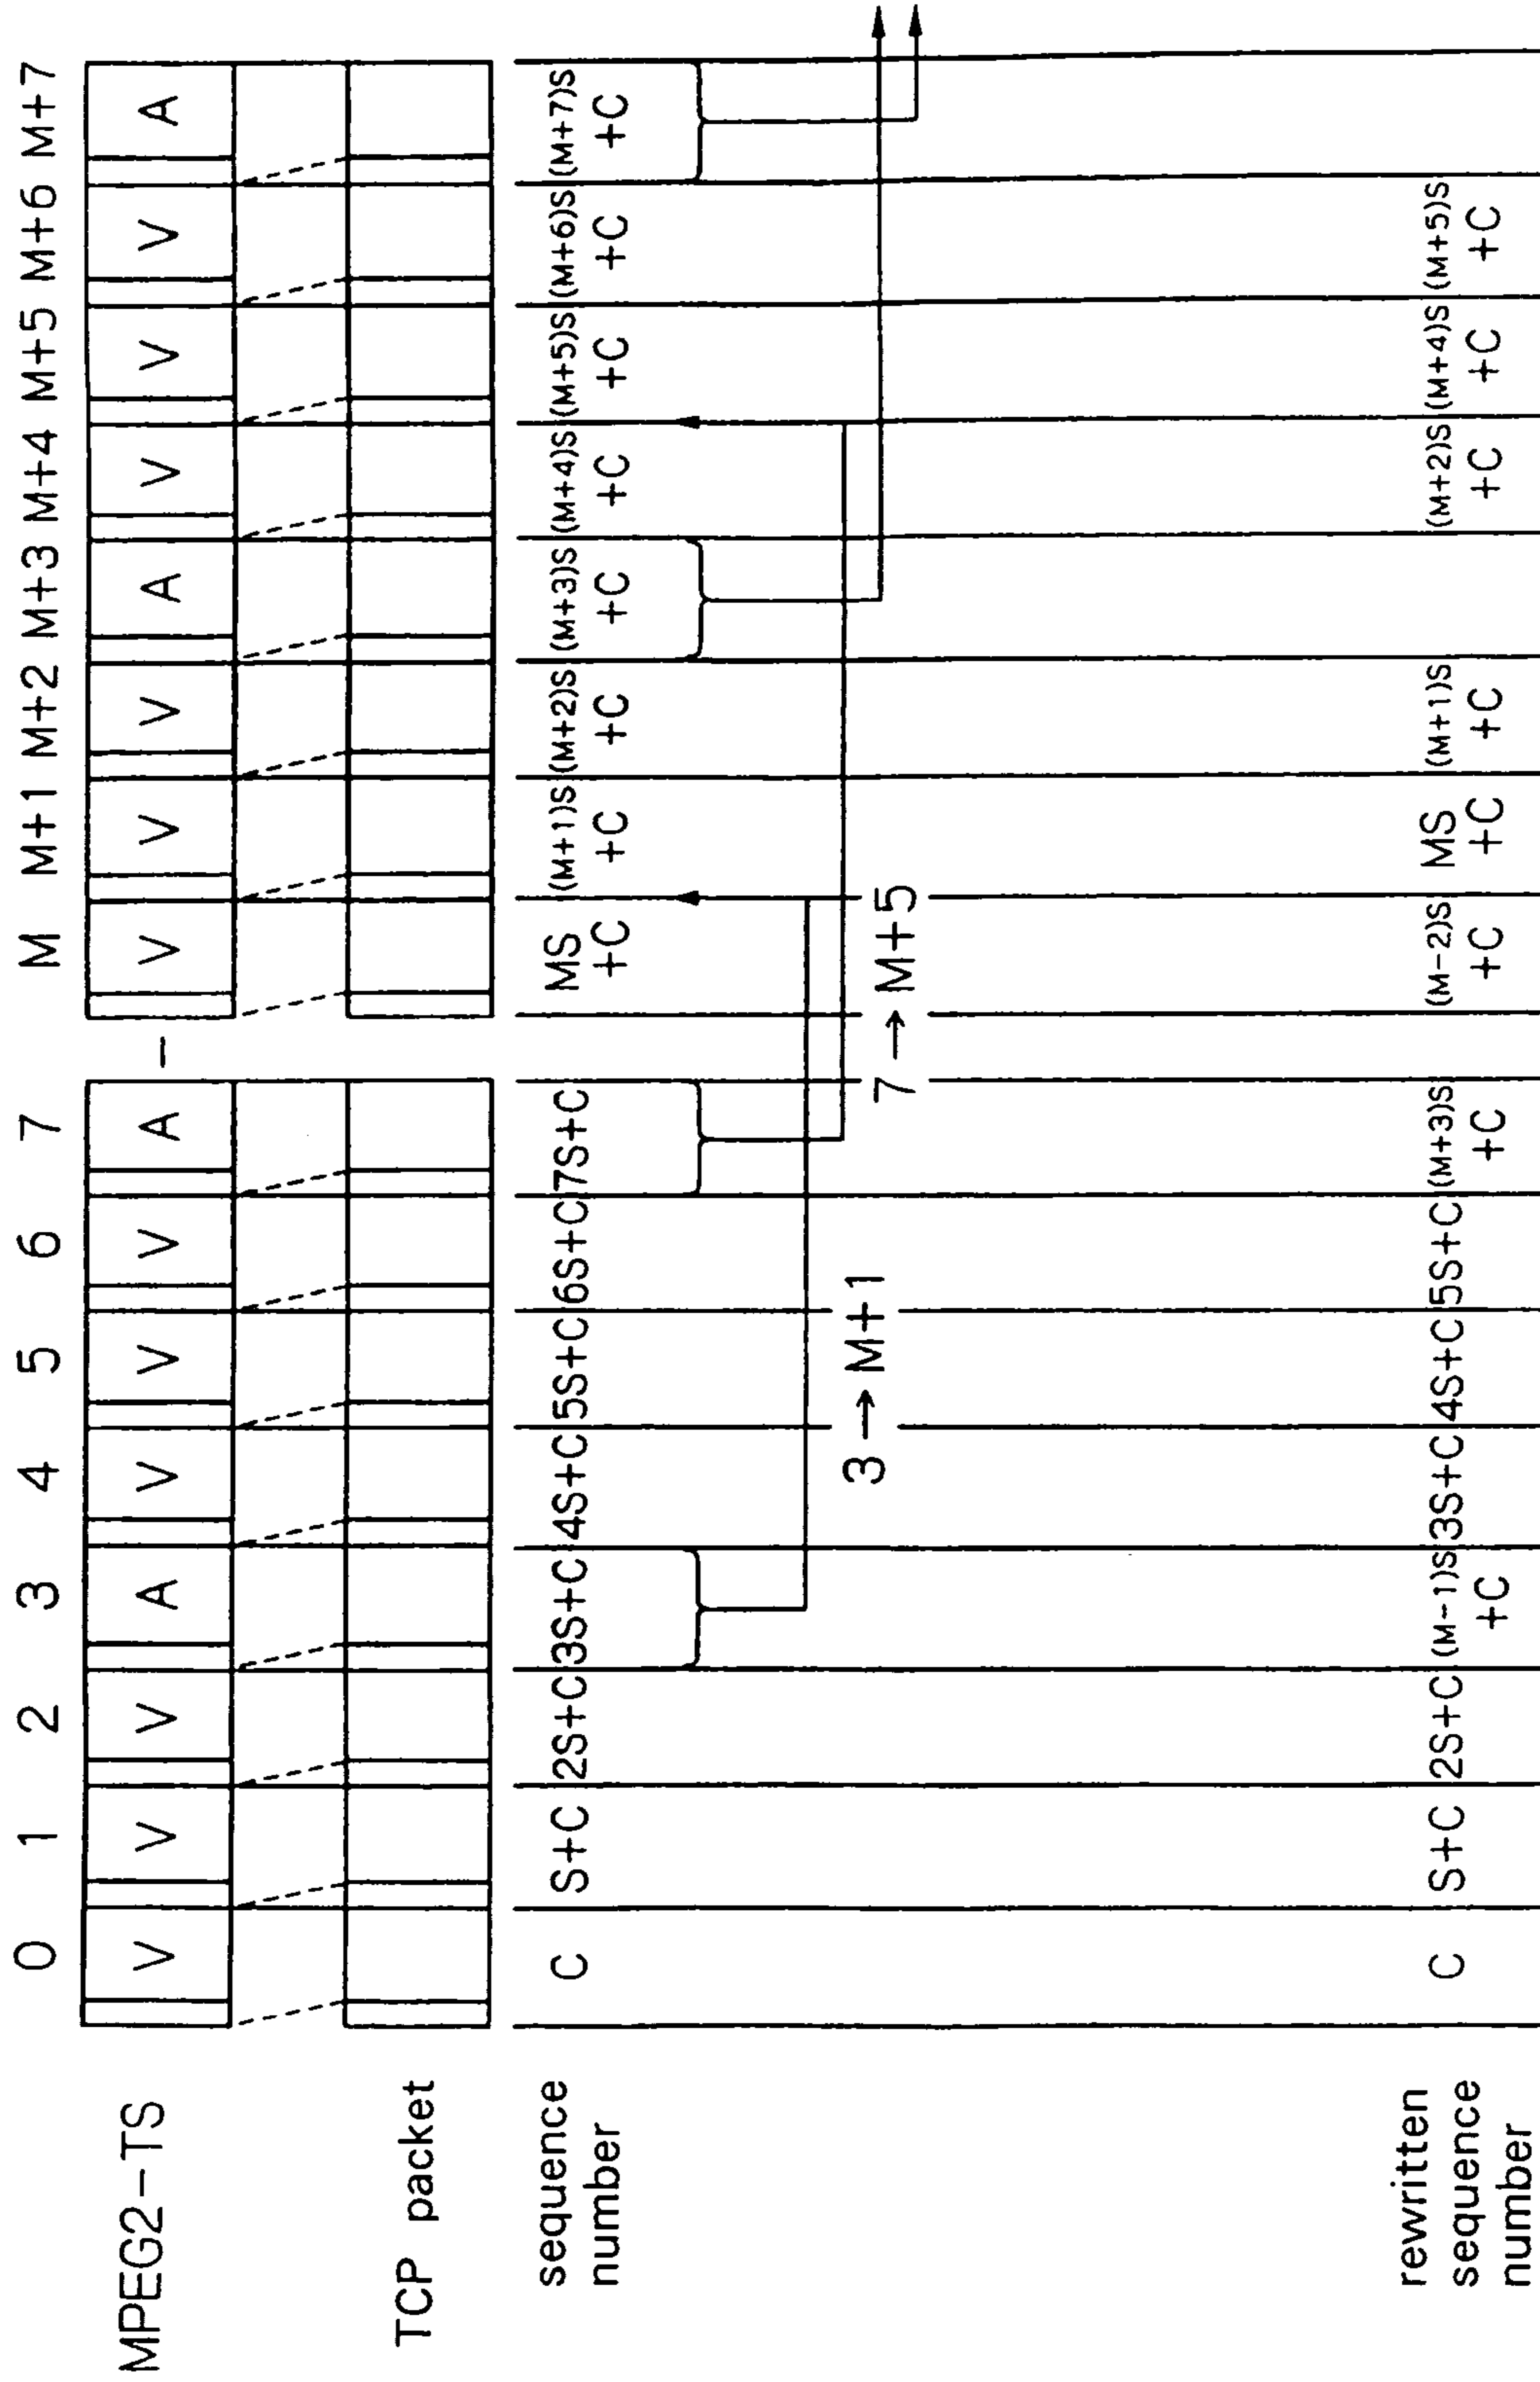 0 1 2 3 4 5 6 7 M M+1 M+2 M+3 M+4 M+5 M+6 M+7
MPEG2-TS V V V A V V V A - V V V A V V V A
TCP packet
sequence number
C S+C 2S+C 3S+C 4S+C 5S+C 6S+C 7S+C MS (M+1)S (M+2)S (M+3)S (M+4)S (M+5)S (M+6)S (M+7)S
+C +C +C +C +C +C +C +C
3→M+1
7→M+5
rewritten sequence number
C S+C 2S+C (M-1)S 3S+C 4S+C 5S+C (M+3)S (M-2)S MS (M+1)S (M+2)S (M+4)S (M+5)S
+C +C +C +C +C +C +C +C